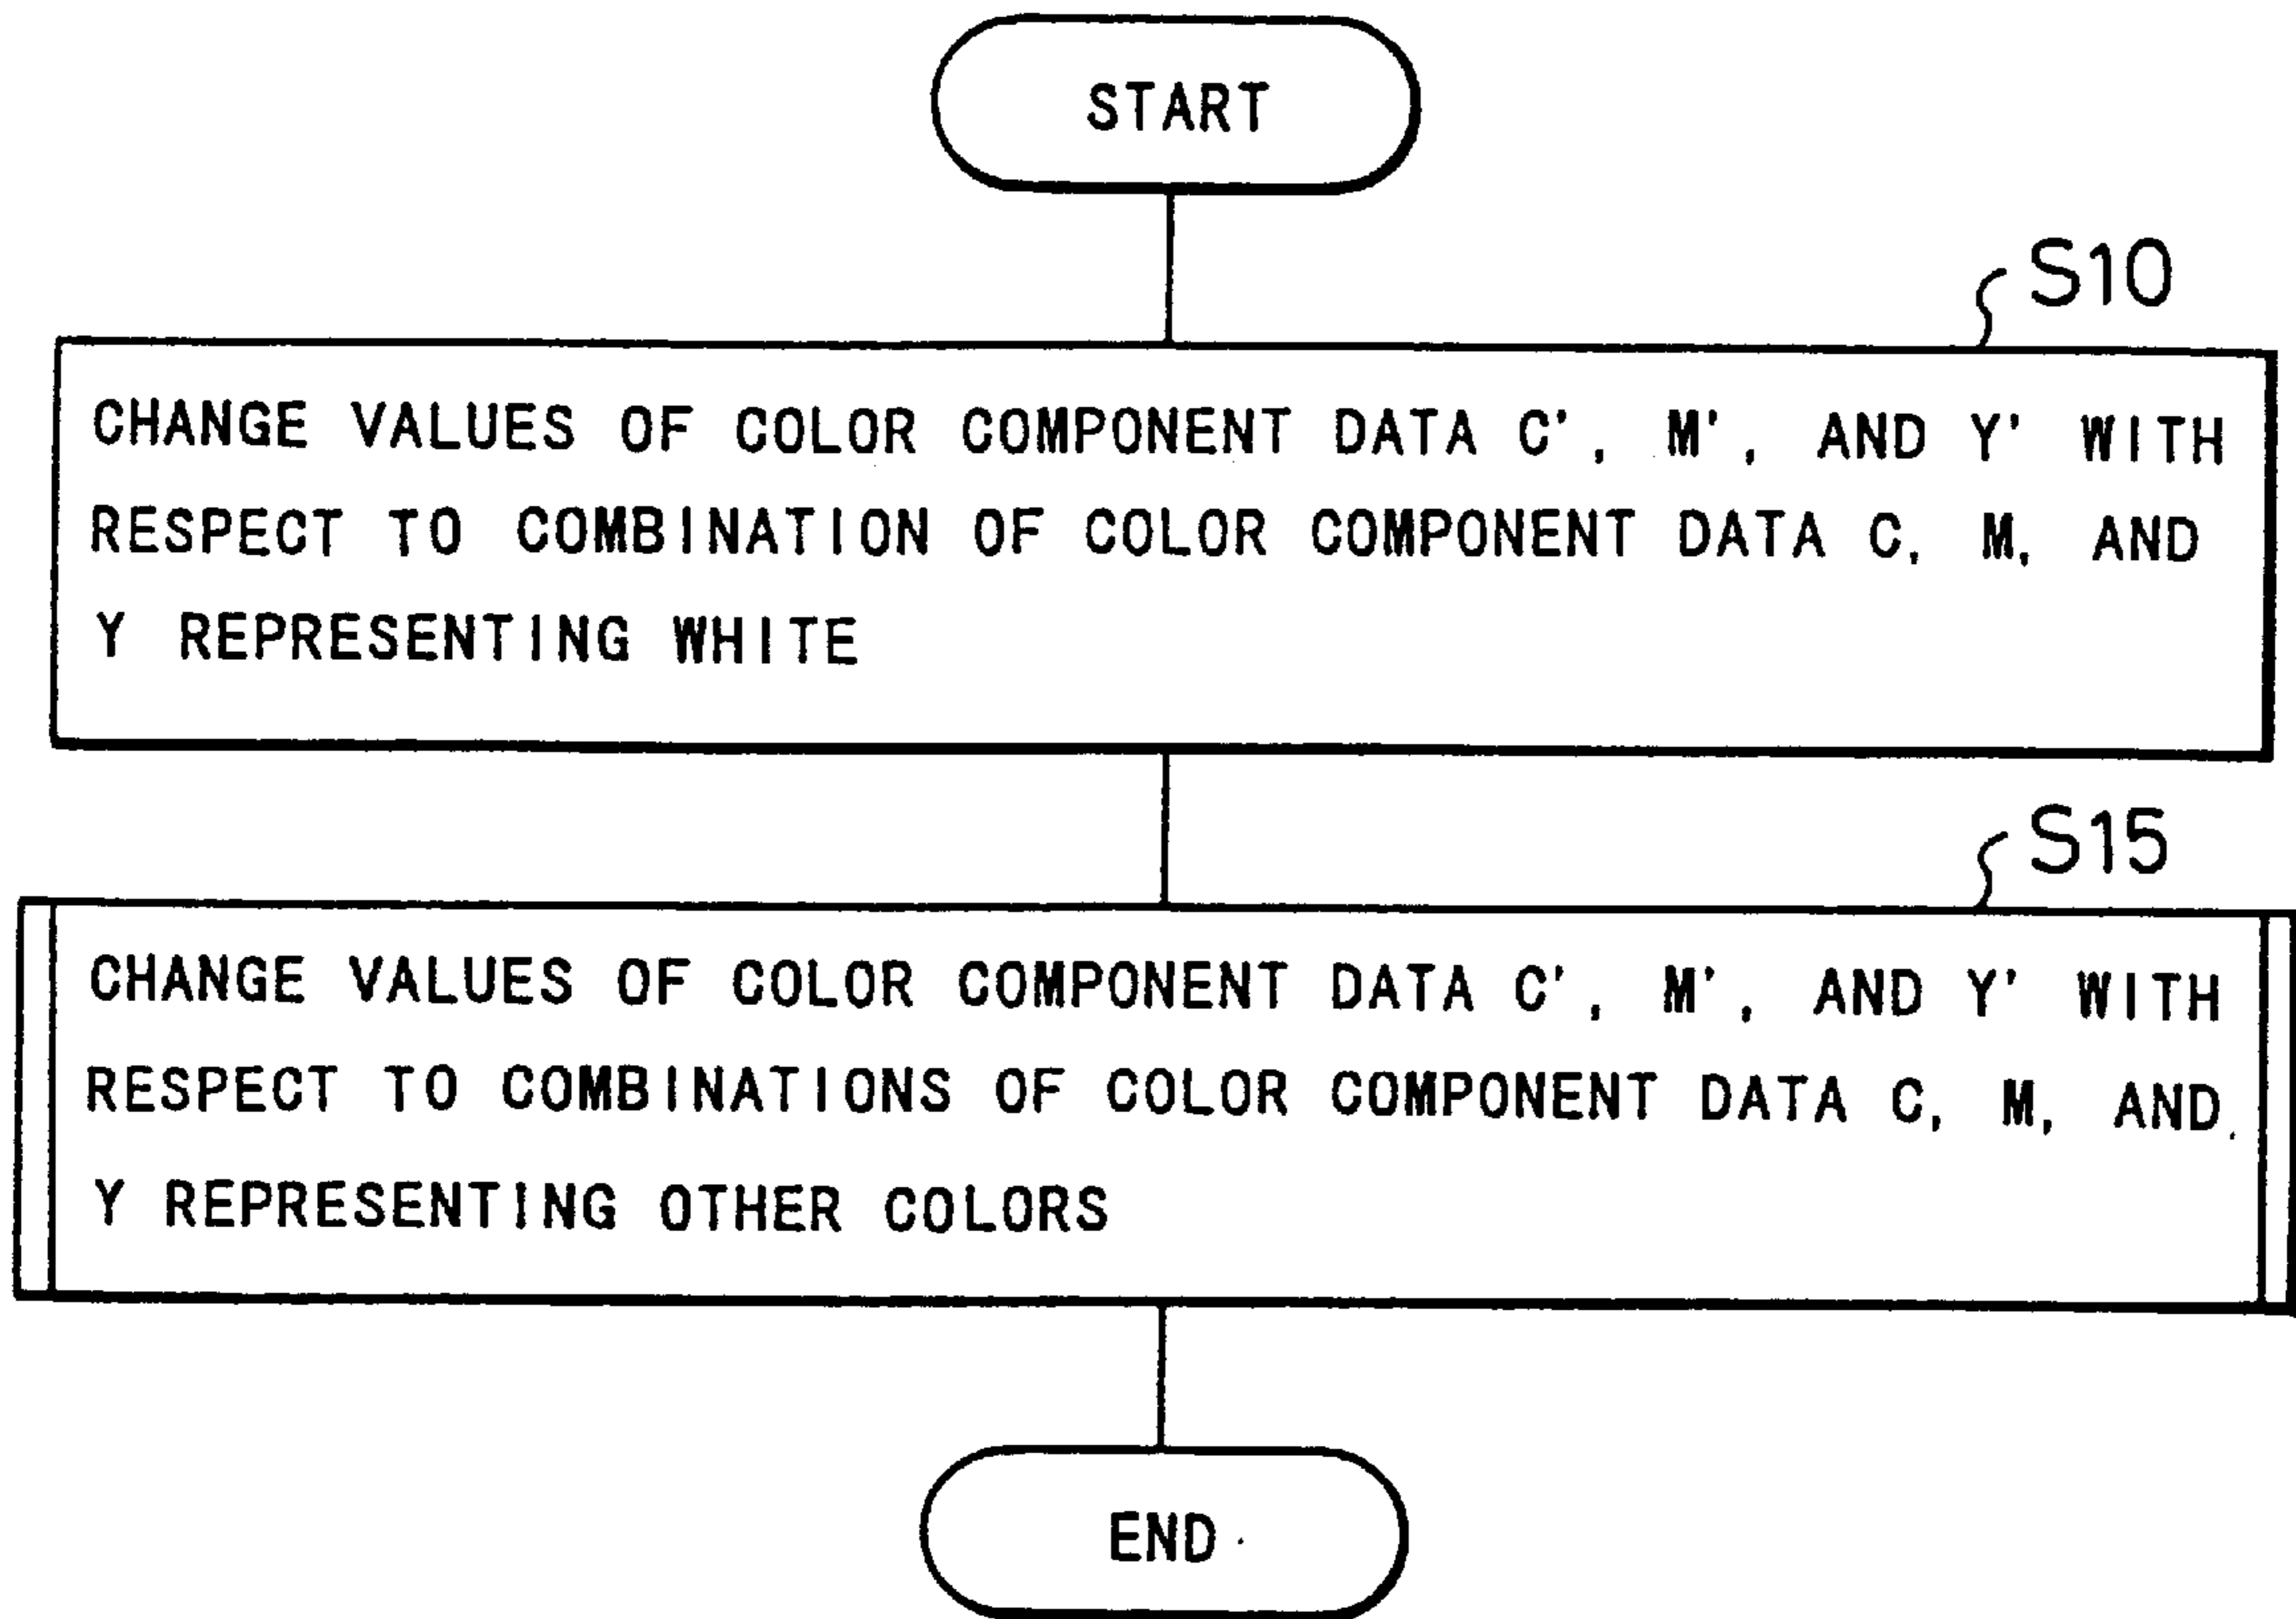 START
S10
CHANGE VALUES OF COLOR COMPONENT DATA C', M', AND Y' WITH
RESPECT TO COMBINATION OF COLOR COMPONENT DATA C, M, AND
Y REPRESENTING WHITE
S15
CHANGE VALUES OF COLOR COMPONENT DATA C', M', AND Y' WITH
RESPECT TO COMBINATIONS OF COLOR COMPONENT DATA C, M, AND
Y REPRESENTING OTHER COLORS
END